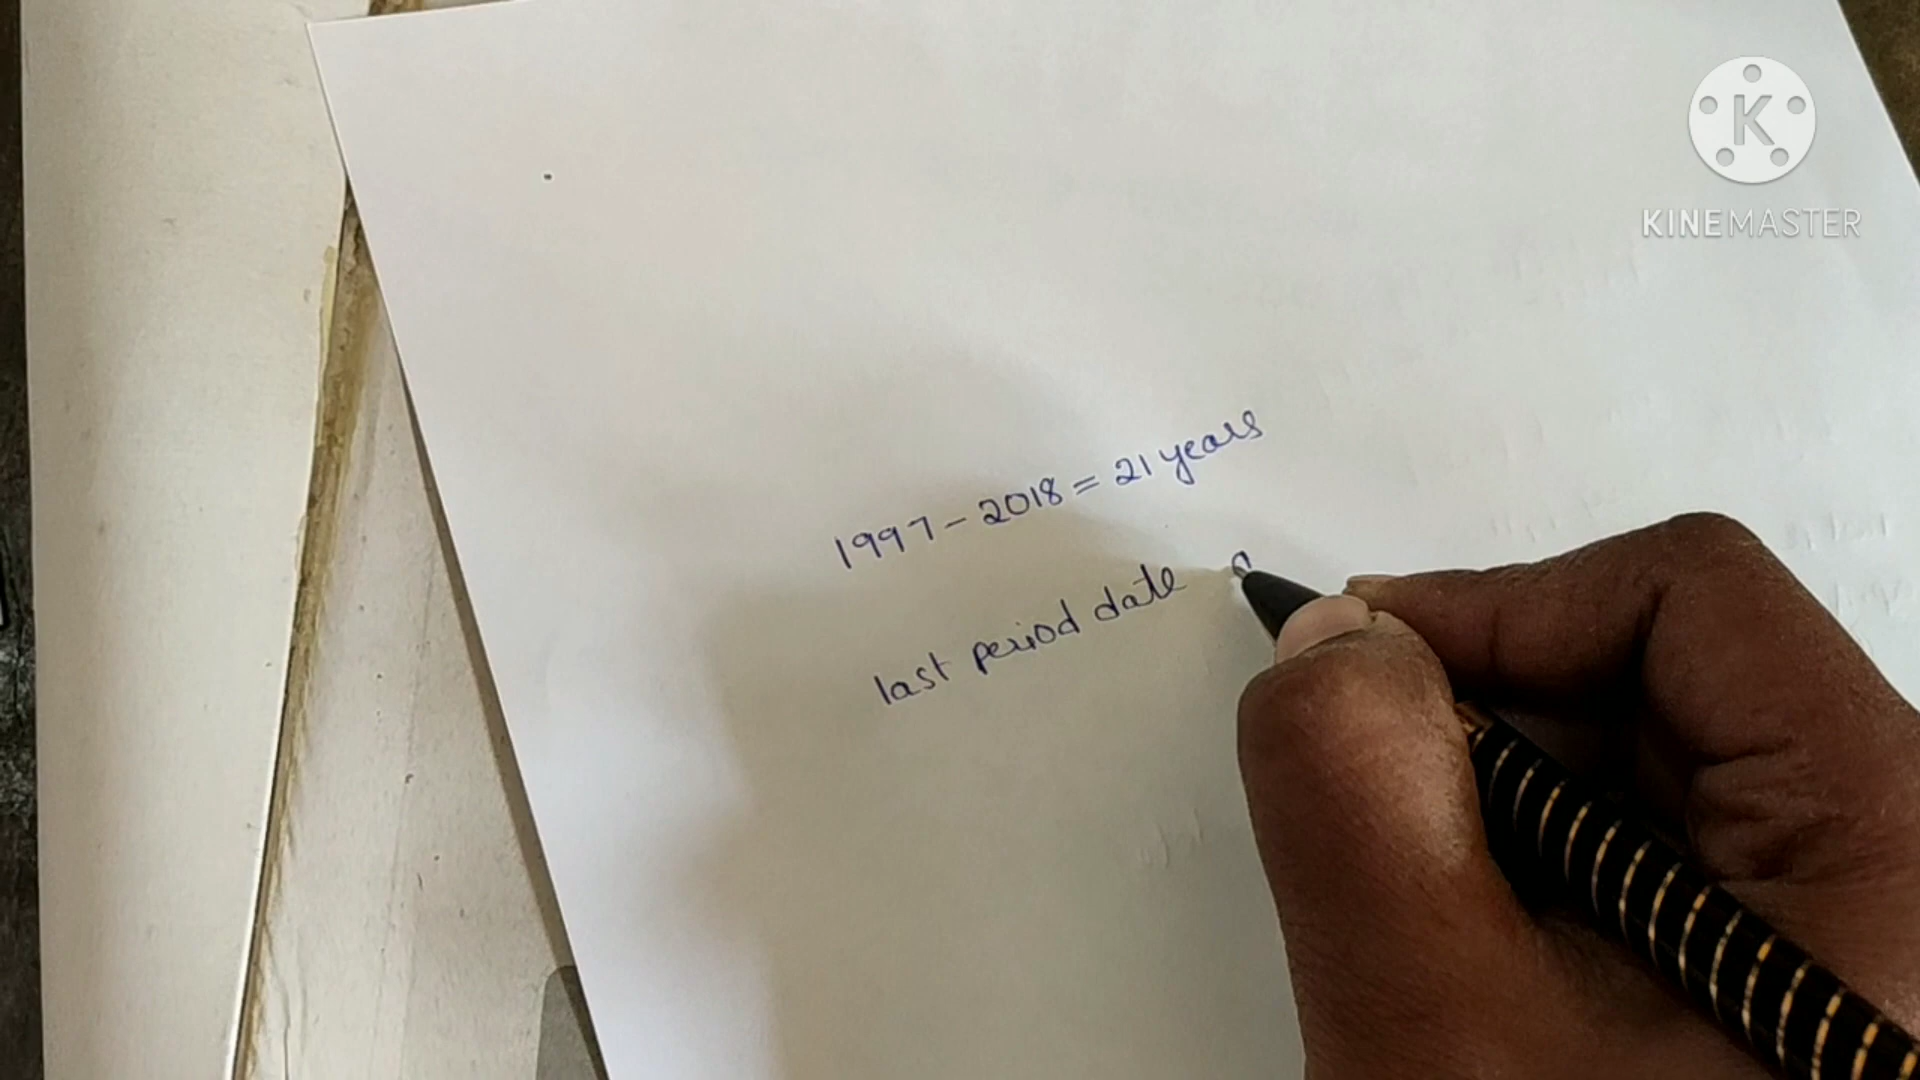 KINEMASTER
1997 - 2018 = 21 years
last period date